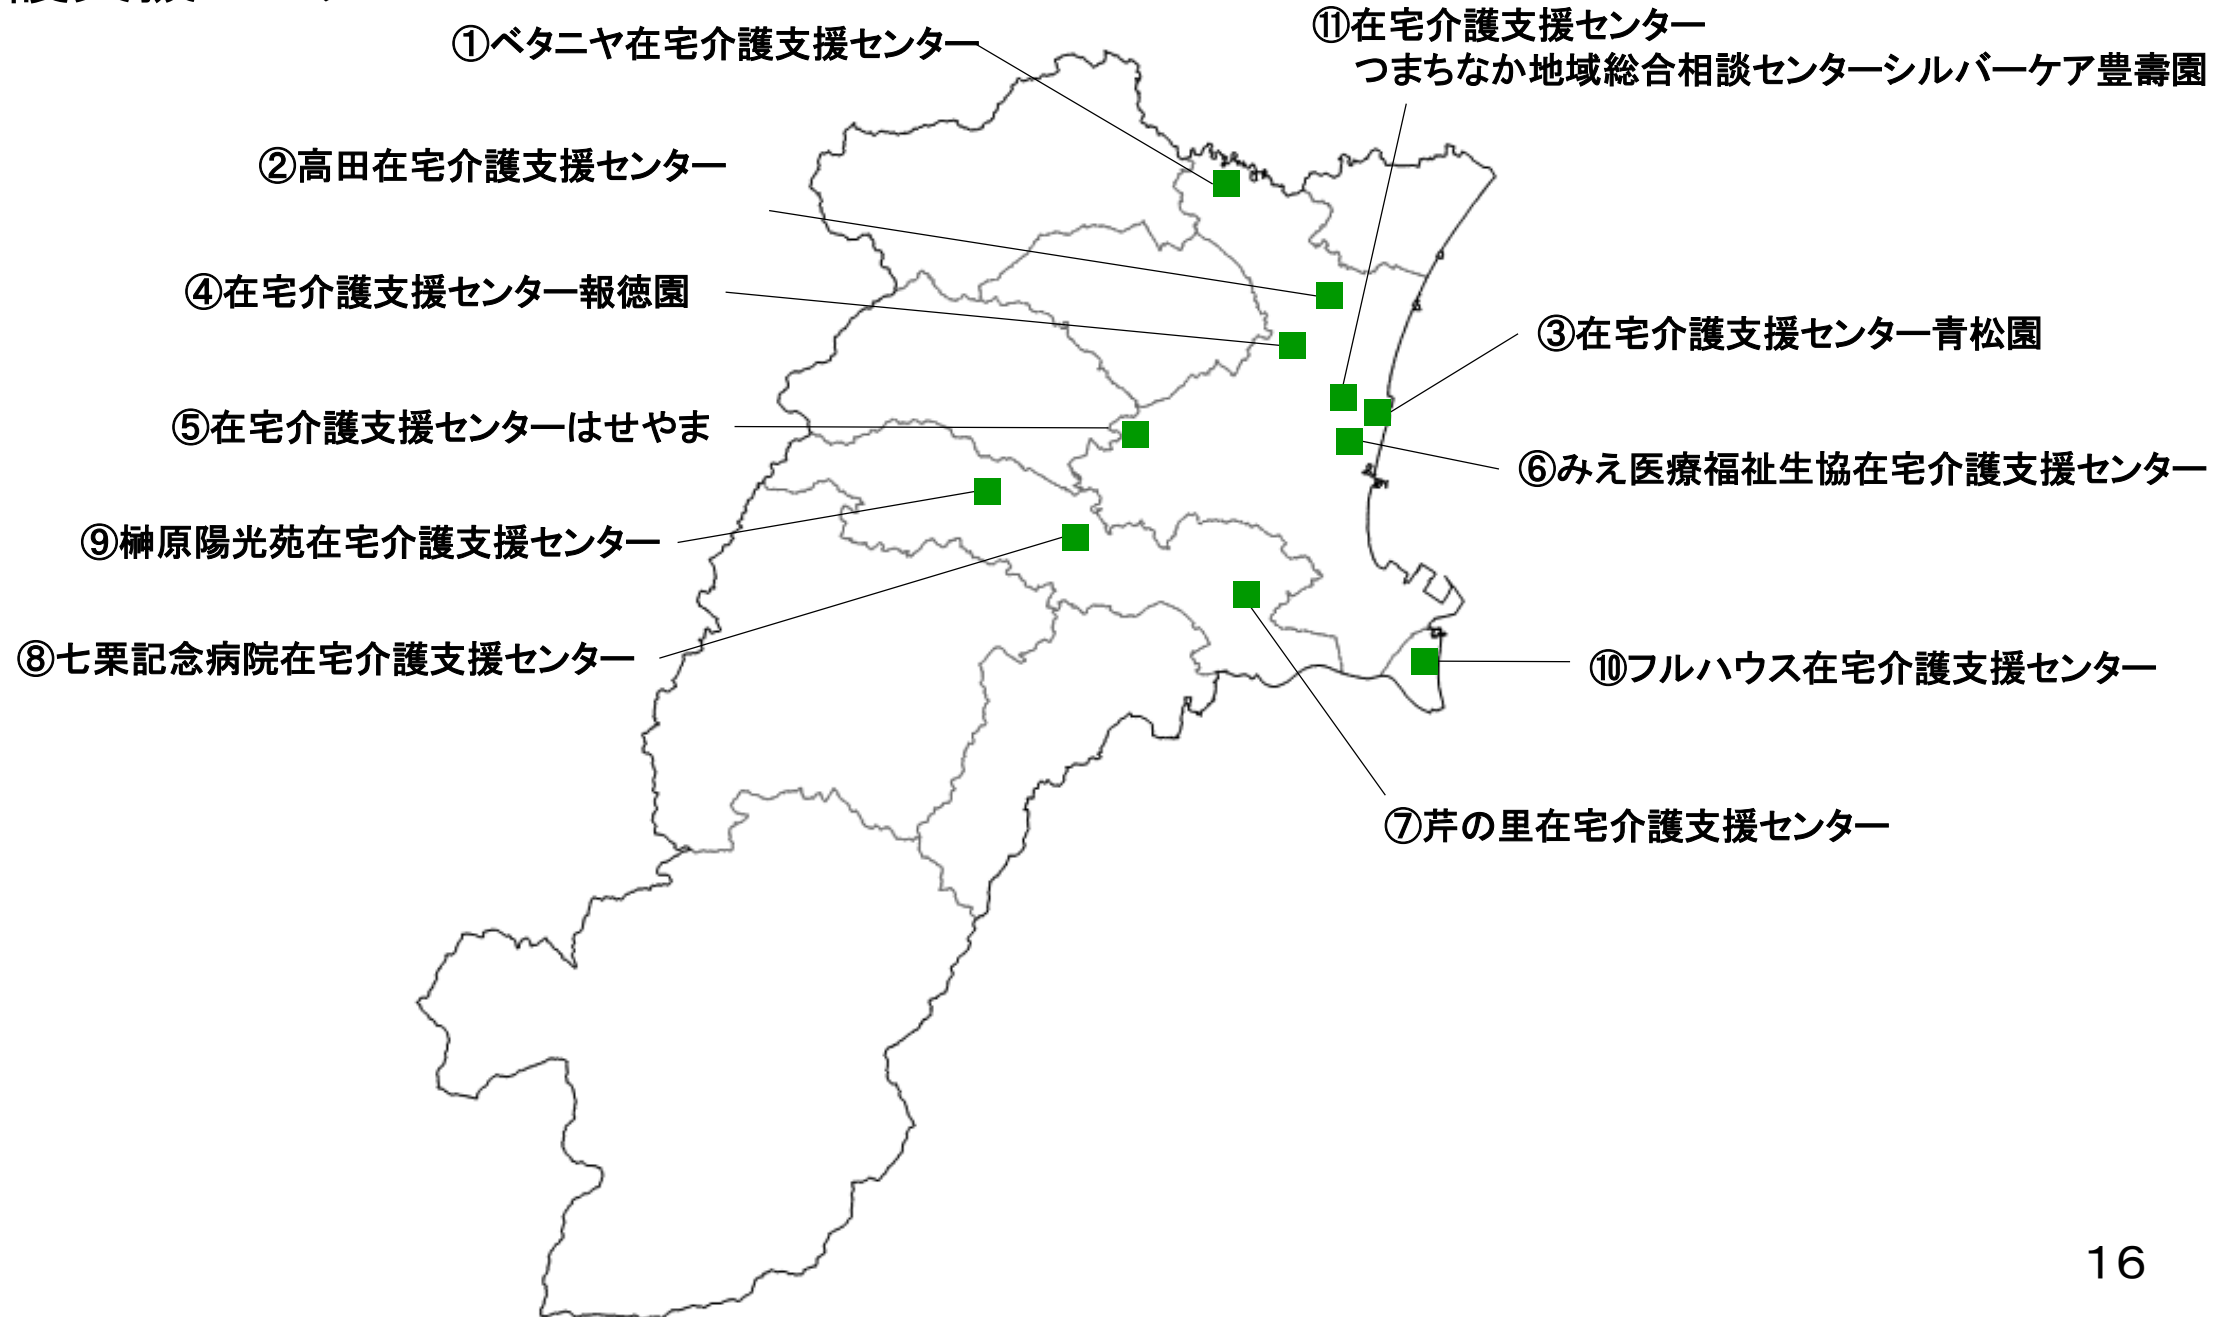 ①ベタニヤ在宅介護支援センター
⑪在宅介護支援センター
つまちなか地域総合相談センターシルバーケア豊壽園
②高田在宅介護支援センター
④在宅介護支援センター報徳園
③在宅介護支援センター青松園
⑤在宅介護支援センターはせやま
⑥みえ医療福祉生協在宅介護支援センター
⑨榊原陽光苑在宅介護支援センター
⑧七栗記念病院在宅介護支援センター
⑩フルハウス在宅介護支援センター
⑦芹の里在宅介護支援センター
16